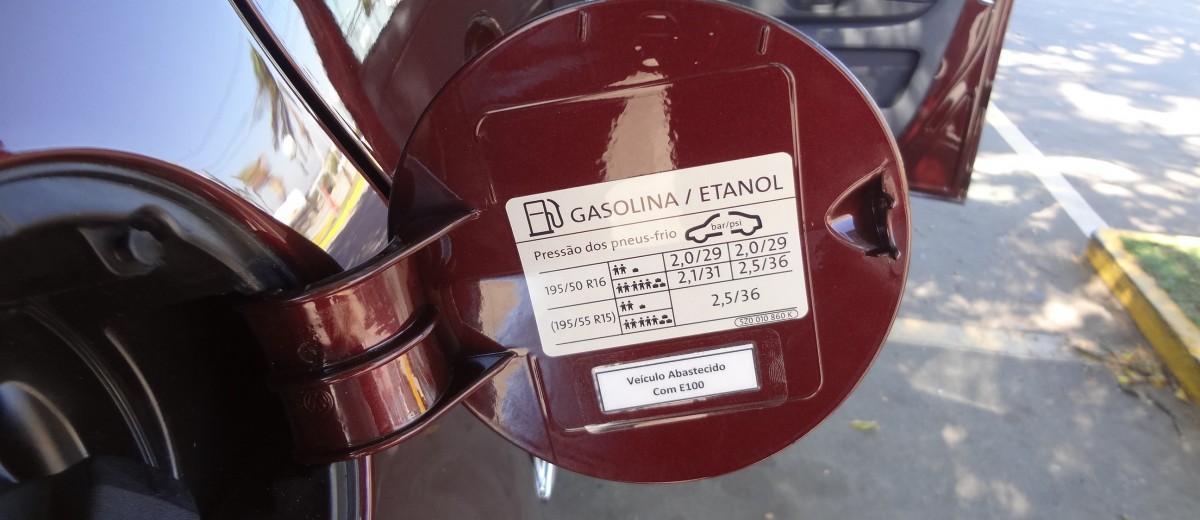 GASOLINA / ETANOL
Pressão dos pneus-frio bar/psi
195/50 R16 2,0/29 2,0/29
2,1/31 2,5/36
(195/55 R15) 2,5/36
5Z0 010 860 K
Veículo Abastecido
Com E100